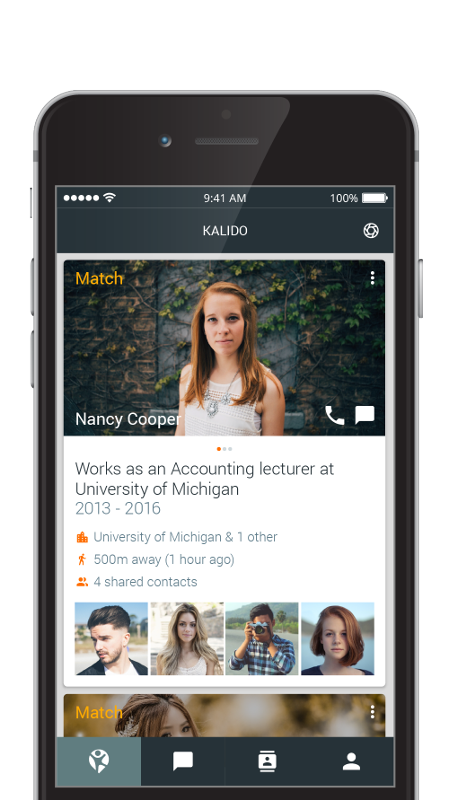 9:41 AM 100%
KALIDO
Match
Nancy Cooper
Works as an Accounting lecturer at
University of Michigan
2013 - 2016
University of Michigan & 1 other
500m away (1 hour ago)
4 shared contacts
Match